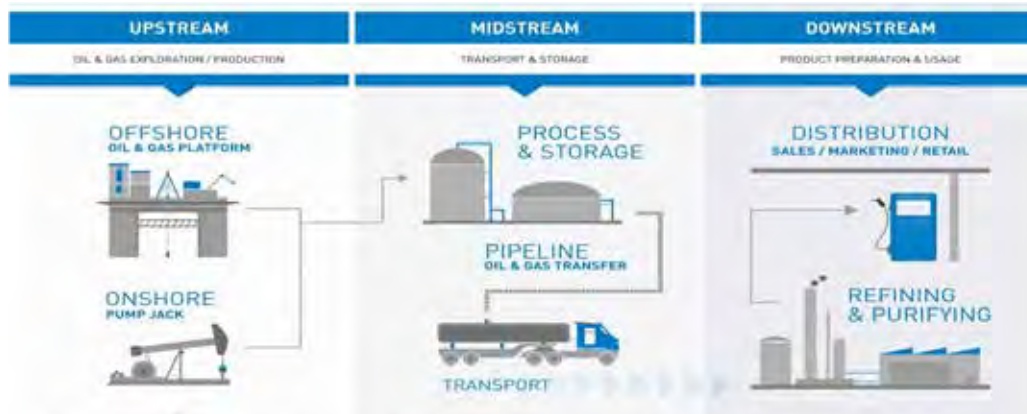 UPSTREAM
OIL & GAS EXPLORATION / PRODUCTION
OFFSHORE
OIL & GAS PLATFORM
ONSHORE
PUMP JACK
MIDSTREAM
TRANSPORT & STORAGE
PROCESS
& STORAGE
PIPELINE
OIL & GAS TRANSFER
TRANSPORT
DOWNSTREAM
PRODUCT PREPARATION & USAGE
DISTRIBUTION
SALES / MARKETING / RETAIL
REFINING
& PURIFYING